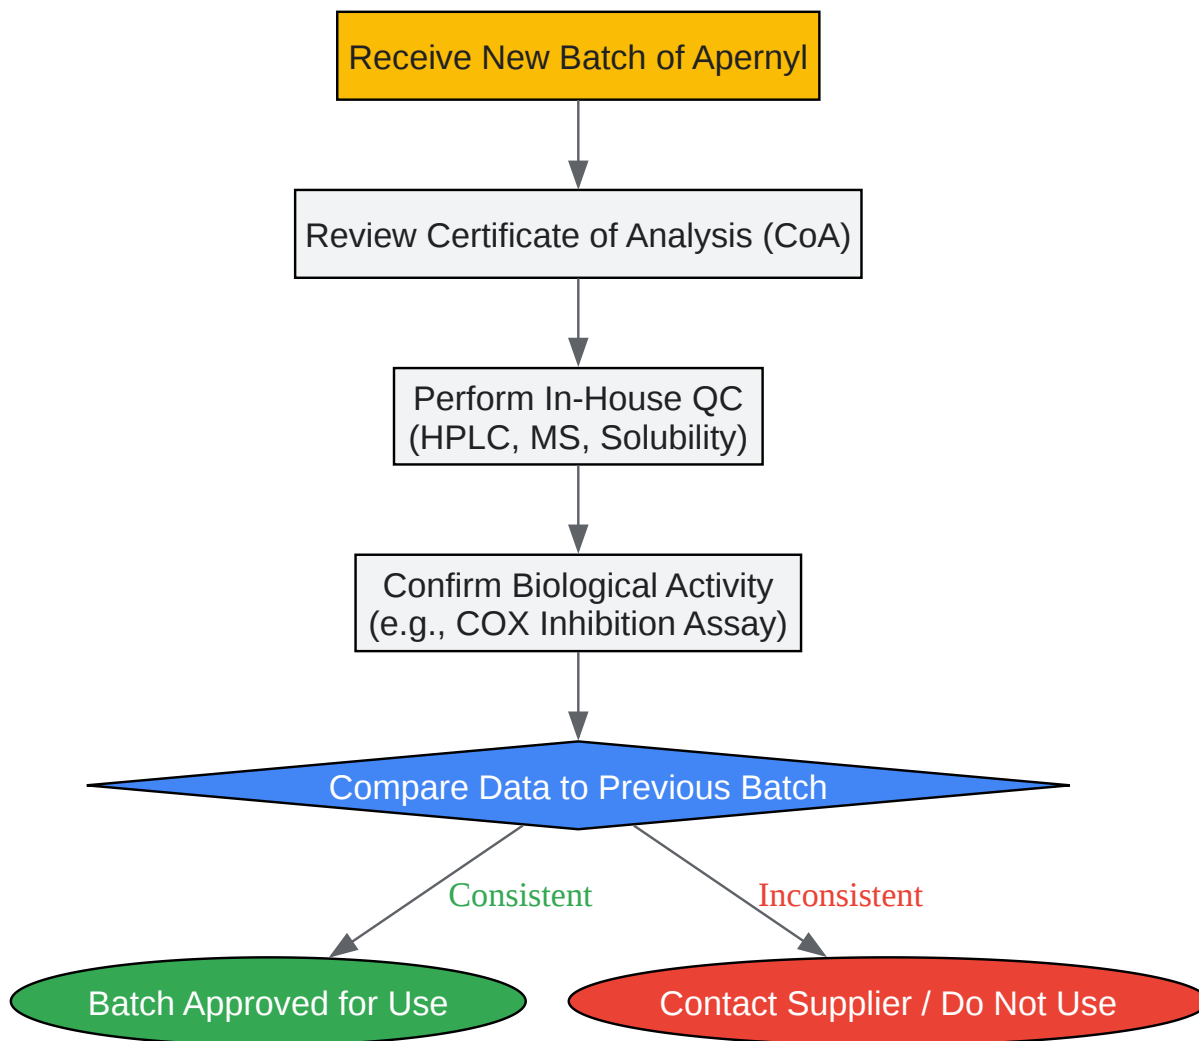 Receive New Batch of Apernyl
Review Certificate of Analysis (CoA)
Perform In-House QC
(HPLC, MS, Solubility)
Confirm Biological Activity
(e.g., COX Inhibition Assay)
Compare Data to Previous Batch
Consistent
Inconsistent
Batch Approved for Use
Contact Supplier / Do Not Use